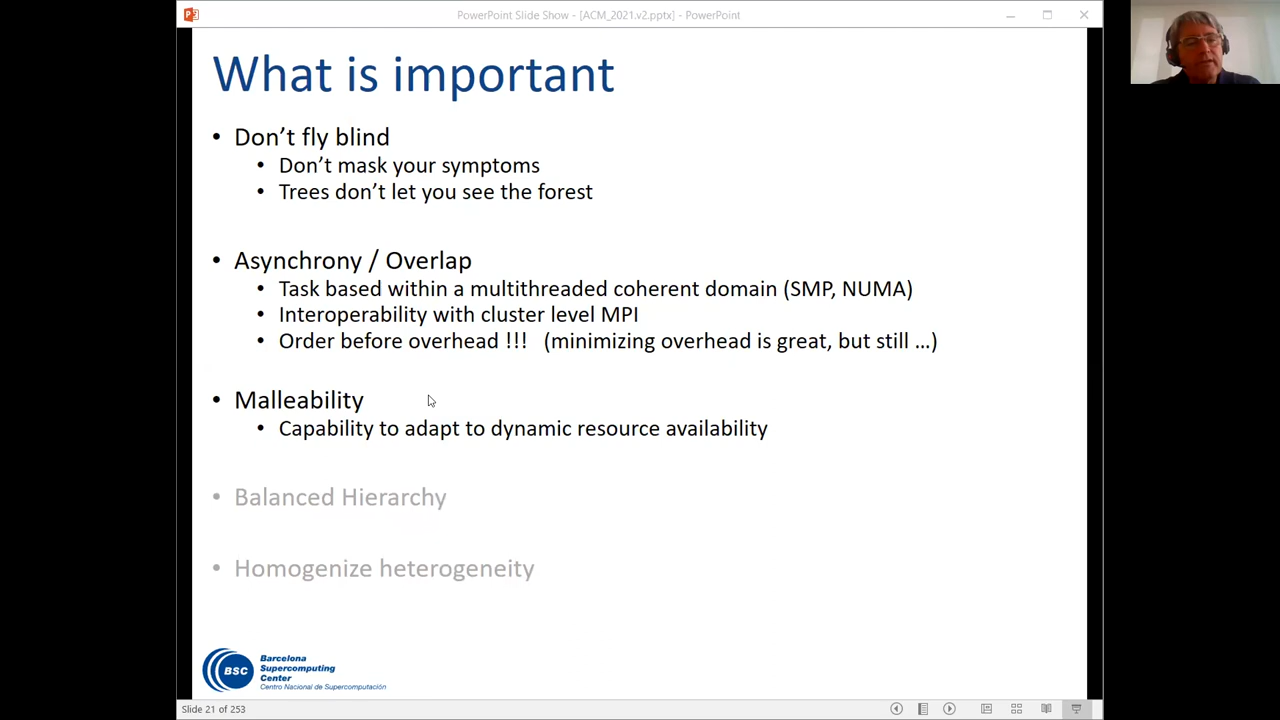 PowerPoint Slide Show - [ACM_2021.v2.pptx] - PowerPoint
What is important
• Don't fly blind
• Don't mask your symptoms
• Trees don't let you see the forest
• Asynchrony / Overlap
• Task based within a multithreaded coherent domain (SMP, NUMA)
• Interoperability with cluster level MPI
• Order before overhead !!! (minimizing overhead is great, but still …)
• Malleability
• Capability to adapt to dynamic resource availability
• Balanced Hierarchy
• Homogenize heterogeneity
BSC
Barcelona
Supercomputing
Center
Centro Nacional de Supercomputación
Slide 21 of 253